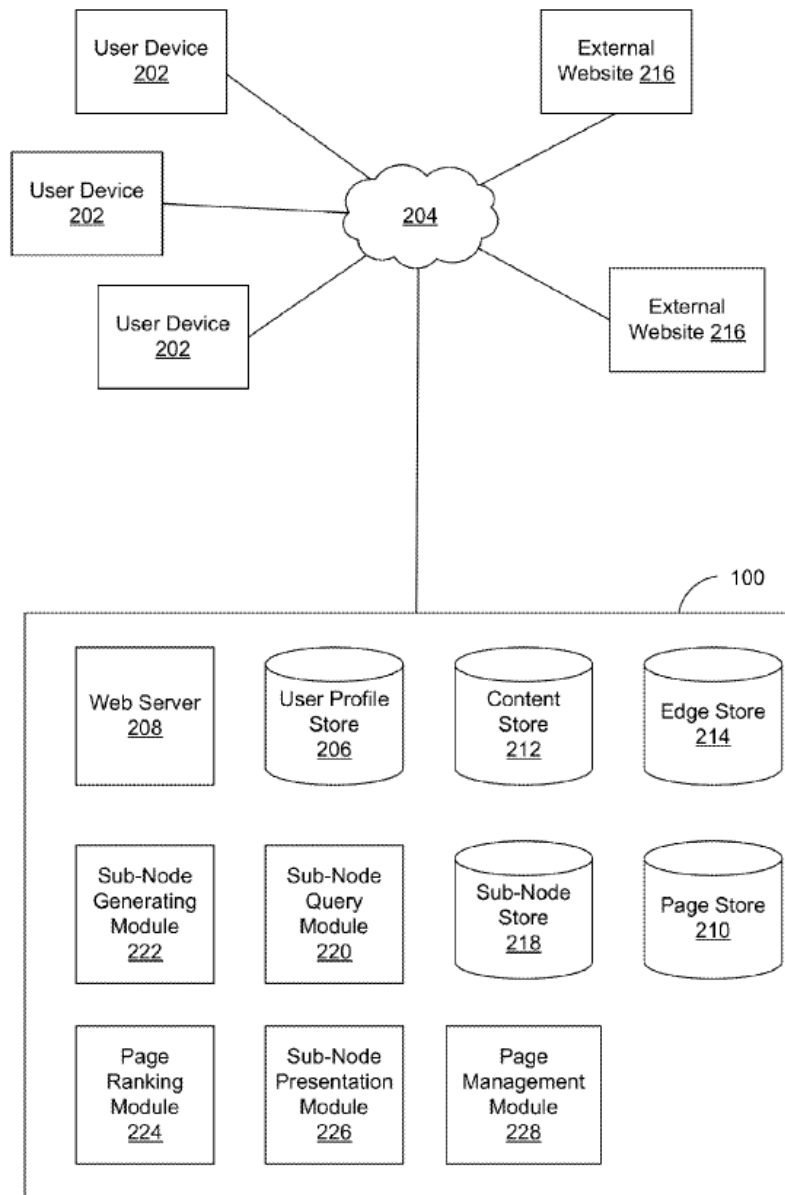 User Device
202
External
Website 216
User Device
202
204
User Device
202
External
Website 216
100
Web Server
208
User Profile
Store
206
Content
Store
212
Edge Store
214
Sub-Node
Generating
Module
222
Sub-Node
Query
Module
220
Sub-Node
Store
218
Page Store
210
Page
Ranking
Module
224
Sub-Node
Presentation
Module
226
Page
Management
Module
228